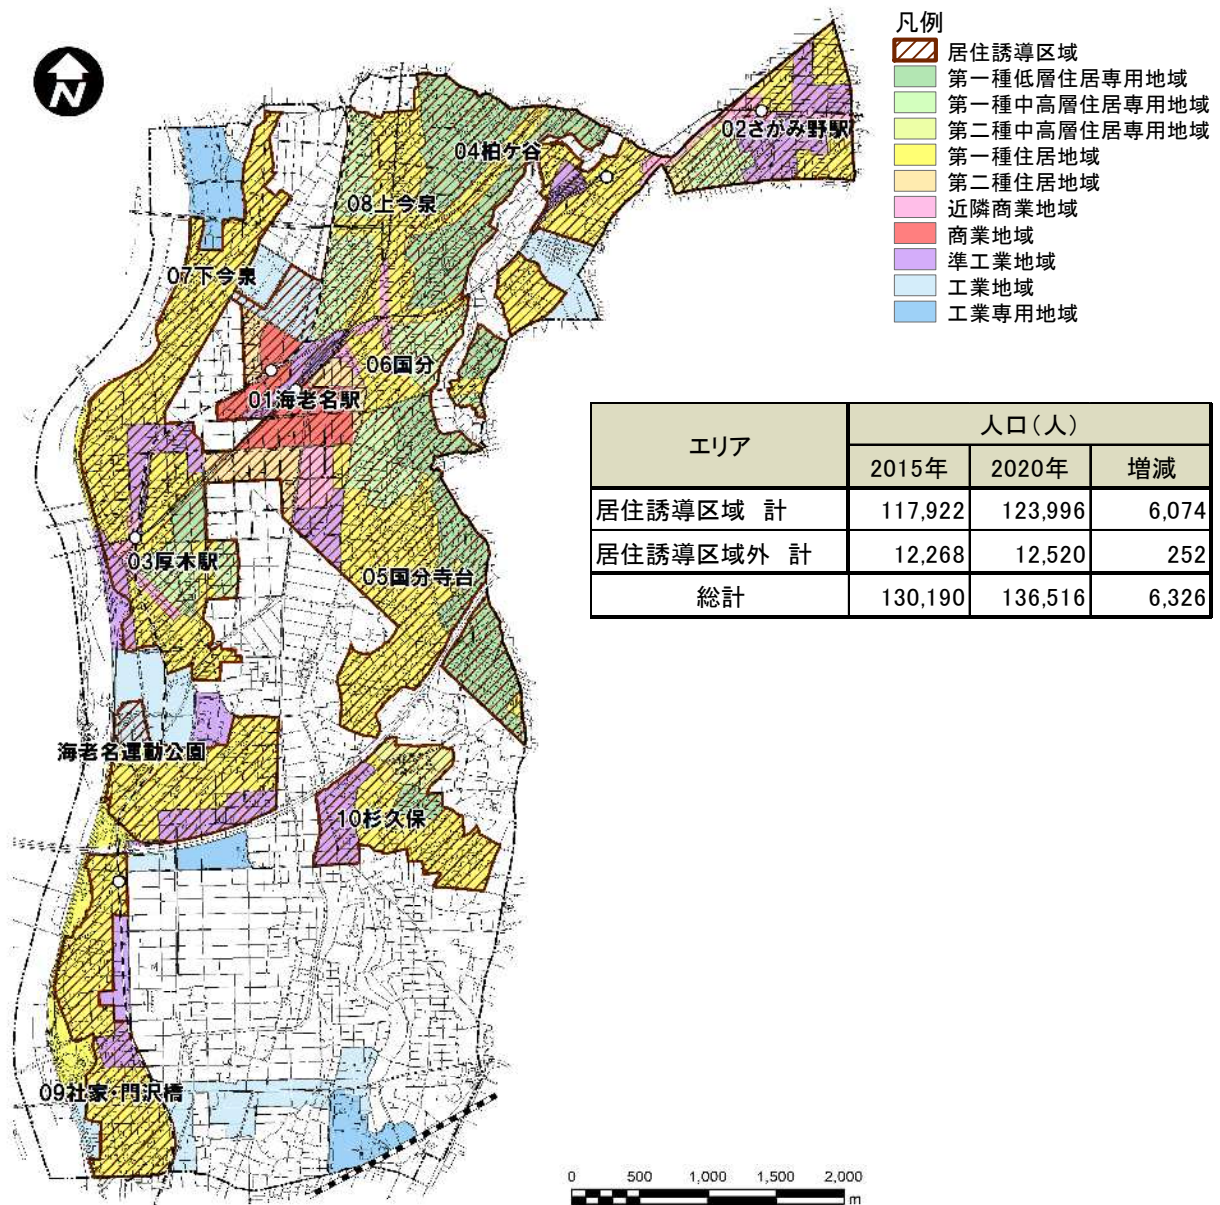 N
凡例
居住誘導区域
第一種低層住居専用地域
第一種中高層住居専用地域
第二種中高層住居専用地域
第一種住居地域
第二種住居地域
近隣商業地域
商業地域
準工業地域
工業地域
工業専用地域
02さがみ野駅
04柏ケ谷
08上今泉
07下今泉
06国分
01海老名駅
03厚木駅
05国分寺台
海老名運動公園
10杉久保
09社家・門沢橋
エリア 人口(人)
2015年 2020年 増減
居住誘導区域 計 117,922 123,996 6,074
居住誘導区域外 計 12,268 12,520 252
総計 130,190 136,516 6,326
0 500 1,000 1,500 2,000
m